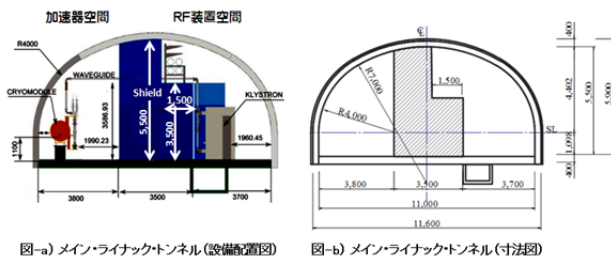 加速器空間
RF装置空間
R4000
WAVEGUIDE
CRYOMODULE
Shield
KLYSTRON
5,500
3,500
1,500
3586.93
1990.23
1960.45
1100
3800
3500
3700
図-a) メイン・ライナック・トンネル(設備配置図)
CL
R7,000
R4,000
1,500
SL
400
4,402
1,098
400
5,500
5,900
3,800
3,500
3,700
11,000
11,600
図-b) メイン・ライナック・トンネル(寸法図)